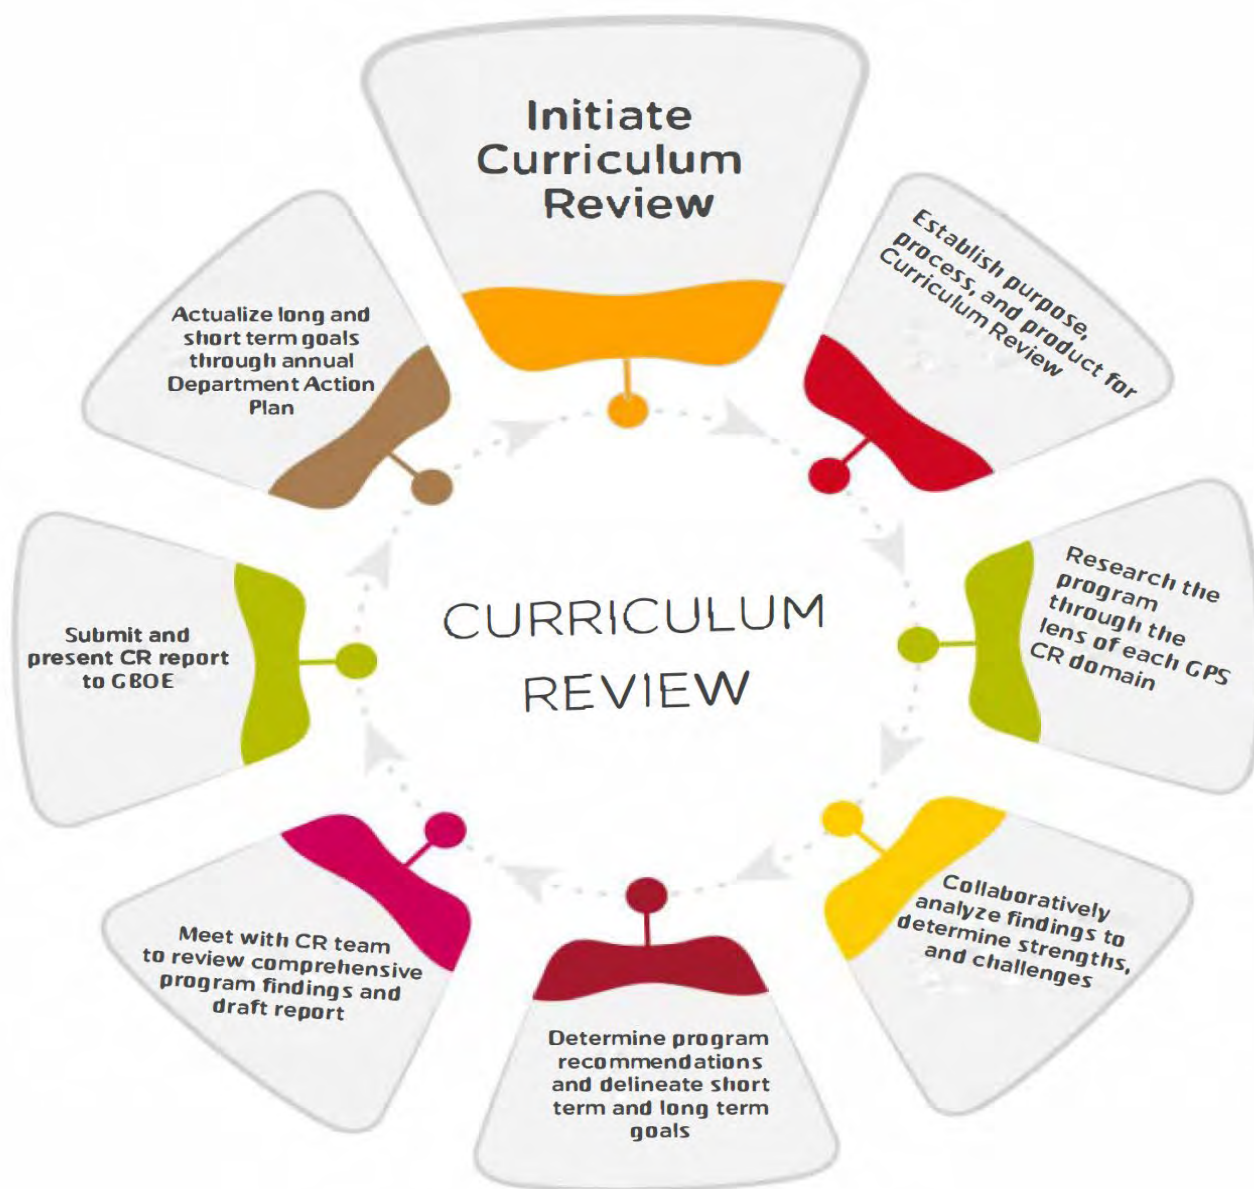 Initiate
Curriculum
Review
Establish purpose,
process, and product for
Curriculum Review
Research the
program
through the
lens of each GPS
CR domain
Collaboratively
analyze findings to
determine strengths,
and challenges
Determine program
recommendations
and delineate short
term and long term
goals
Meet with CR team
to review comprehensive
program findings and
draft report
Submit and
present CR report
to GBOE
Actualize long and
short term goals
through annual
Department Action
Plan
CURRICULUM
REVIEW